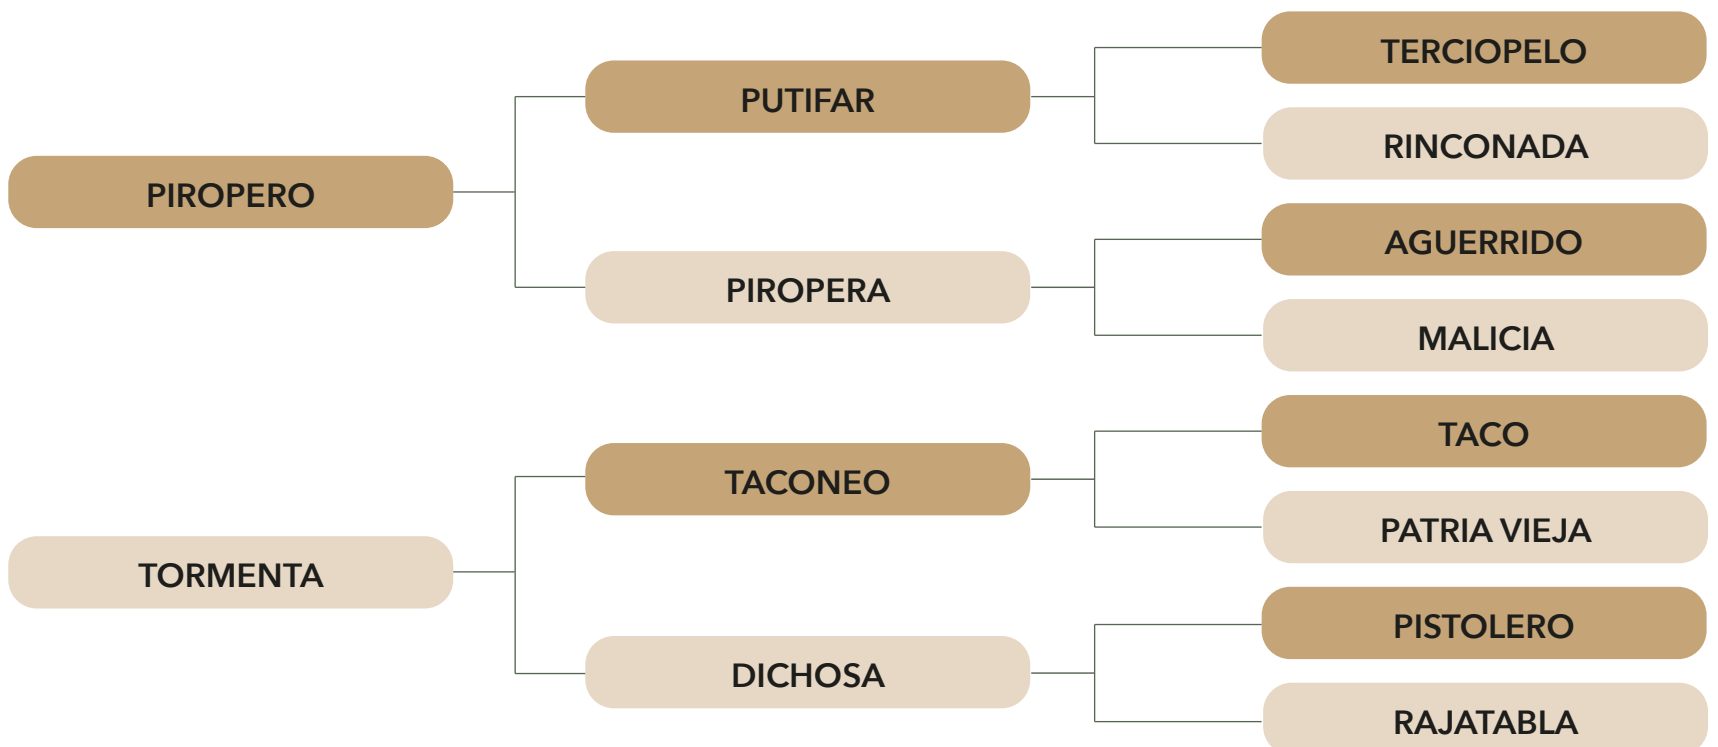 PIROPERO
PUTIFAR
TERCIOPELO
RINCONADA
PIROPERA
AGUERRIDO
MALICIA
TORMENTA
TACONEO
TACO
PATRIA VIEJA
DICHOSA
PISTOLERO
RAJATABLA